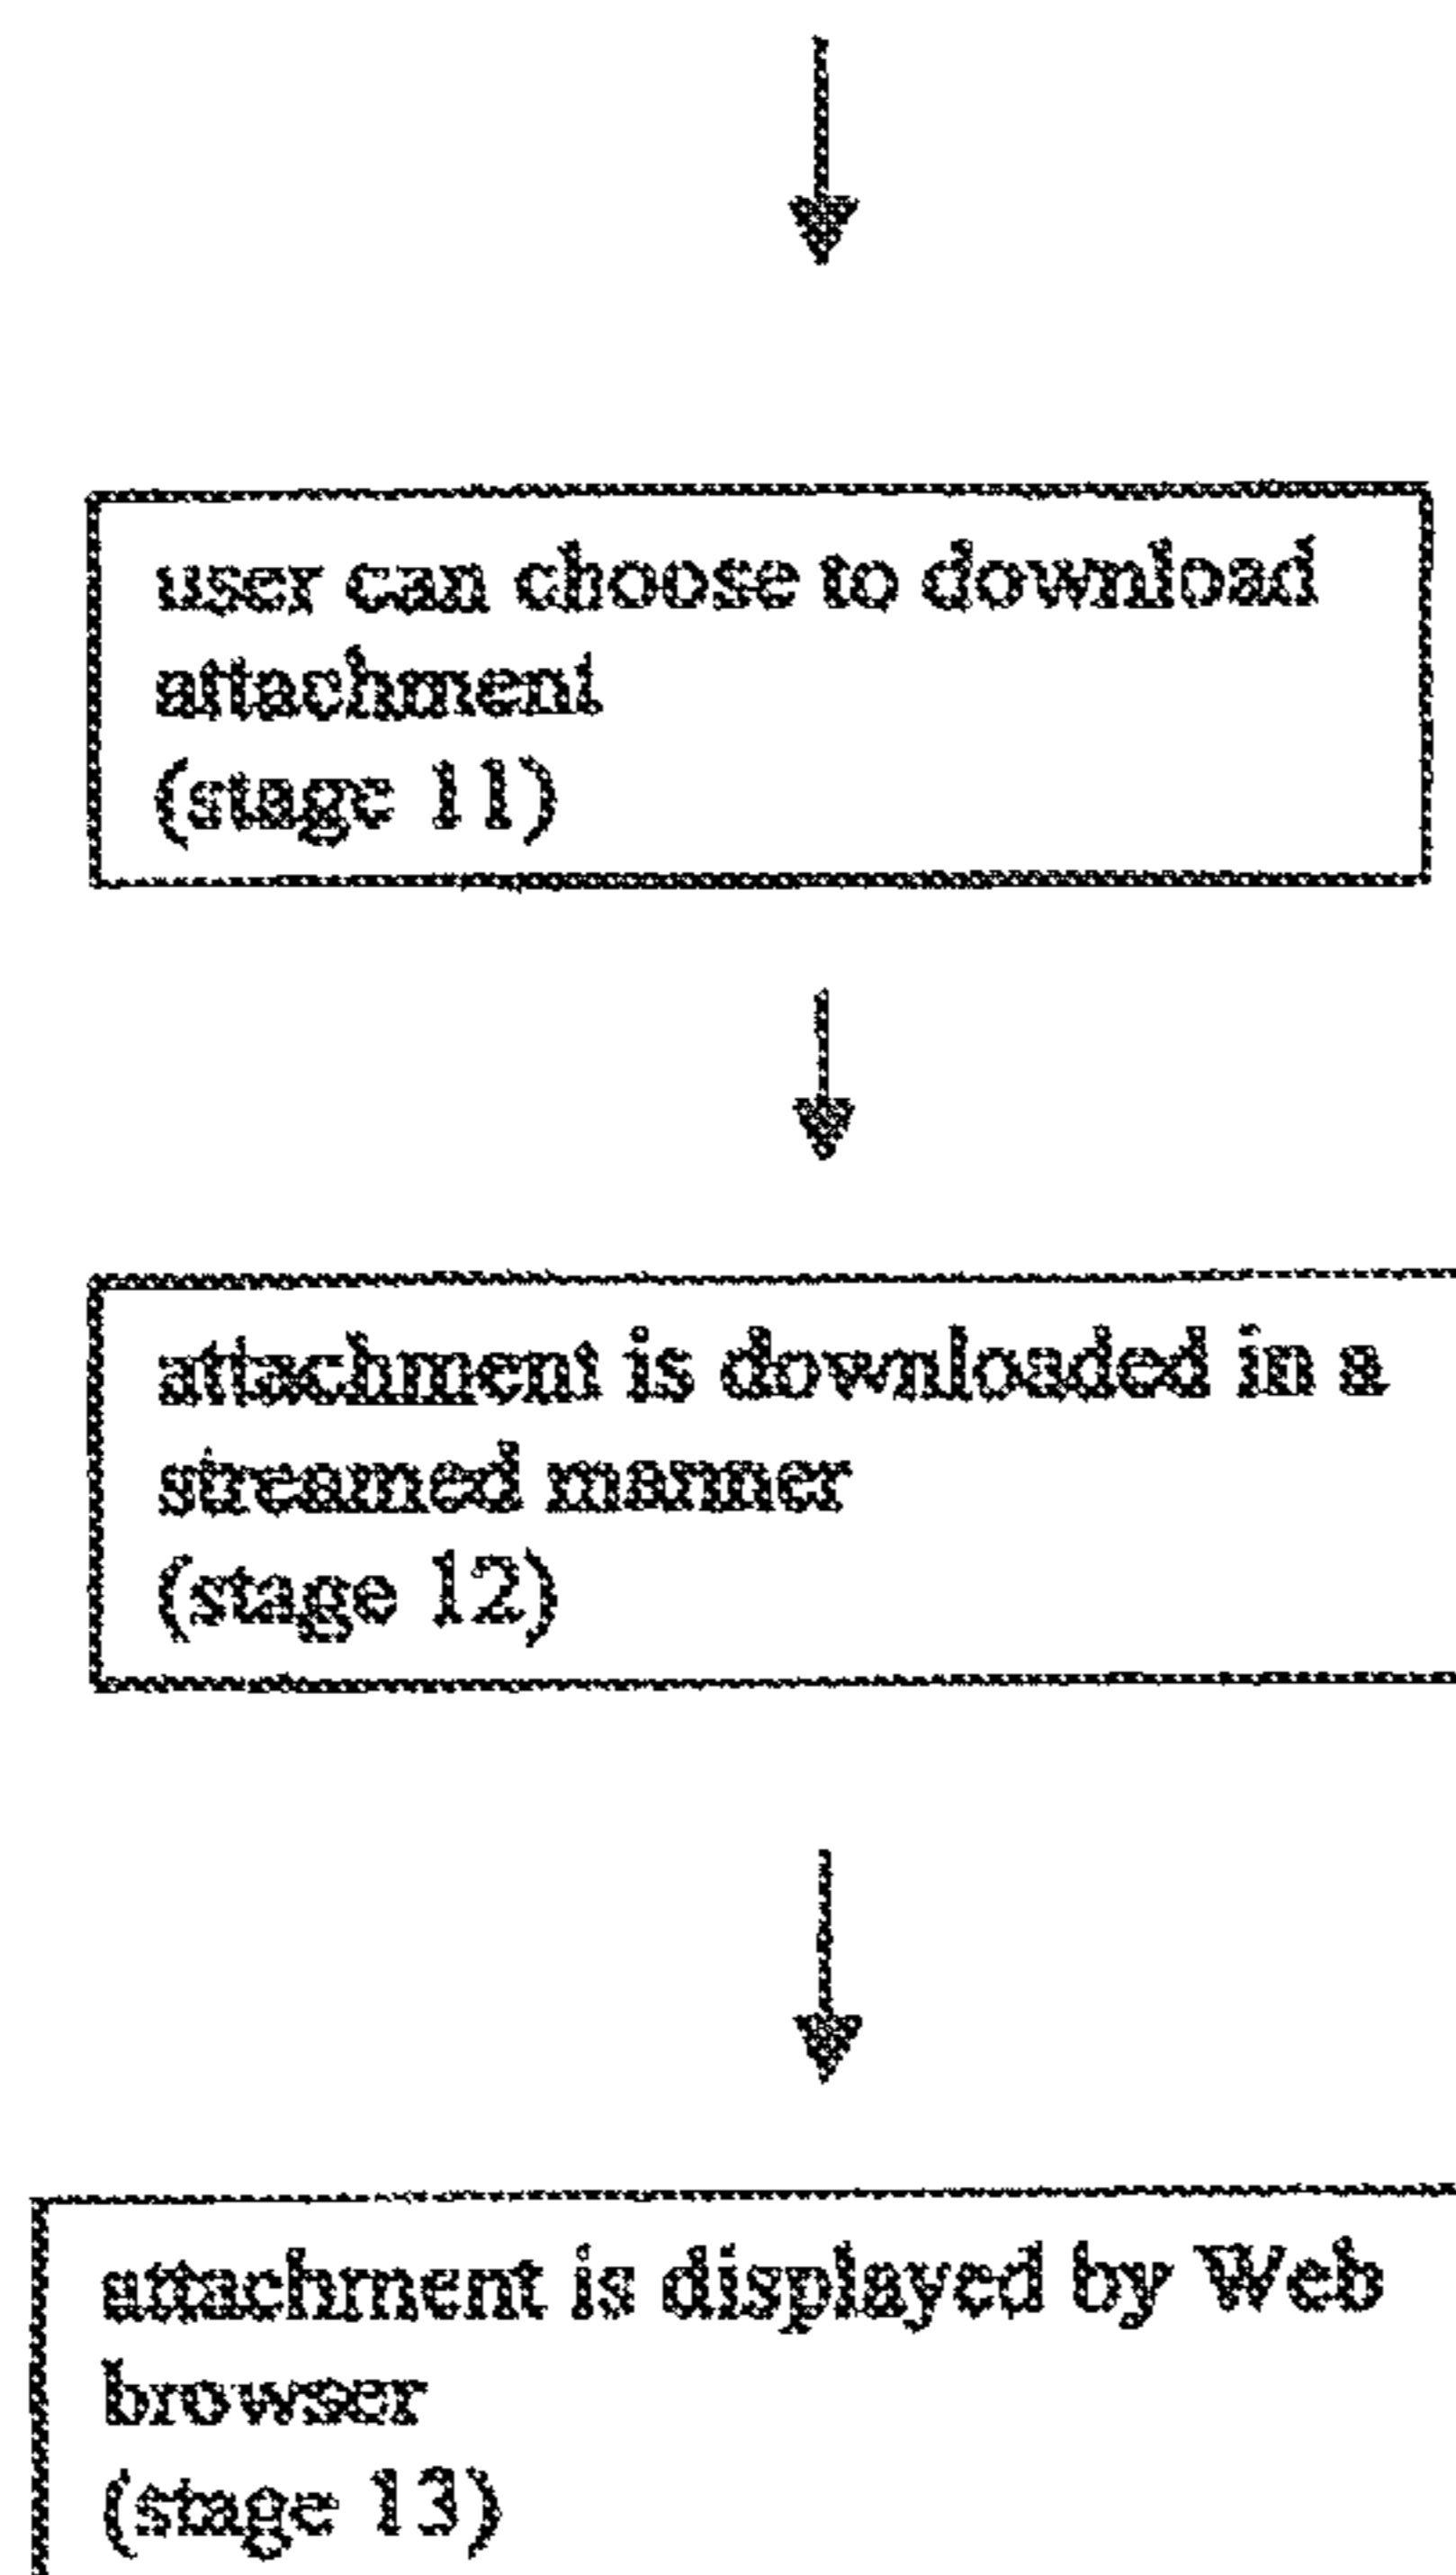 user can choose to download
attachment
(stage 11)
attachment is downloaded in a
streamed manner
(stage 12)
attachment is displayed by Web
browser
(stage 13)